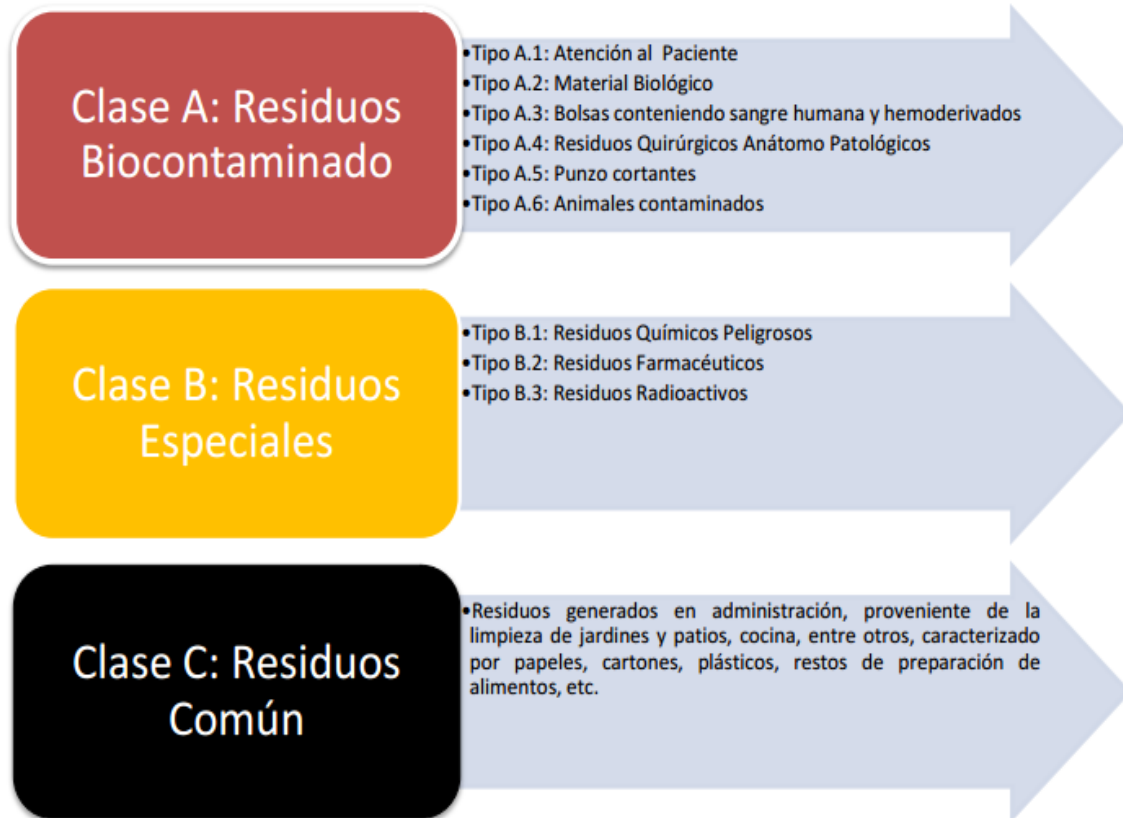 Clase A: Residuos
Biocontaminado
•Tipo A.1: Atención al Paciente
•Tipo A.2: Material Biológico
•Tipo A.3: Bolsas conteniendo sangre humana y hemoderivados
•Tipo A.4: Residuos Quirúrgicos Anátomo Patológicos
•Tipo A.5: Punzo cortantes
•Tipo A.6: Animales contaminados
Clase B: Residuos
Especiales
•Tipo B.1: Residuos Químicos Peligrosos
•Tipo B.2: Residuos Farmacéuticos
•Tipo B.3: Residuos Radioactivos
Clase C: Residuos
Común
•Residuos generados en administración, proveniente de la
limpieza de jardines y patios, cocina, entre otros, caracterizado
por papeles, cartones, plásticos, restos de preparación de
alimentos, etc.